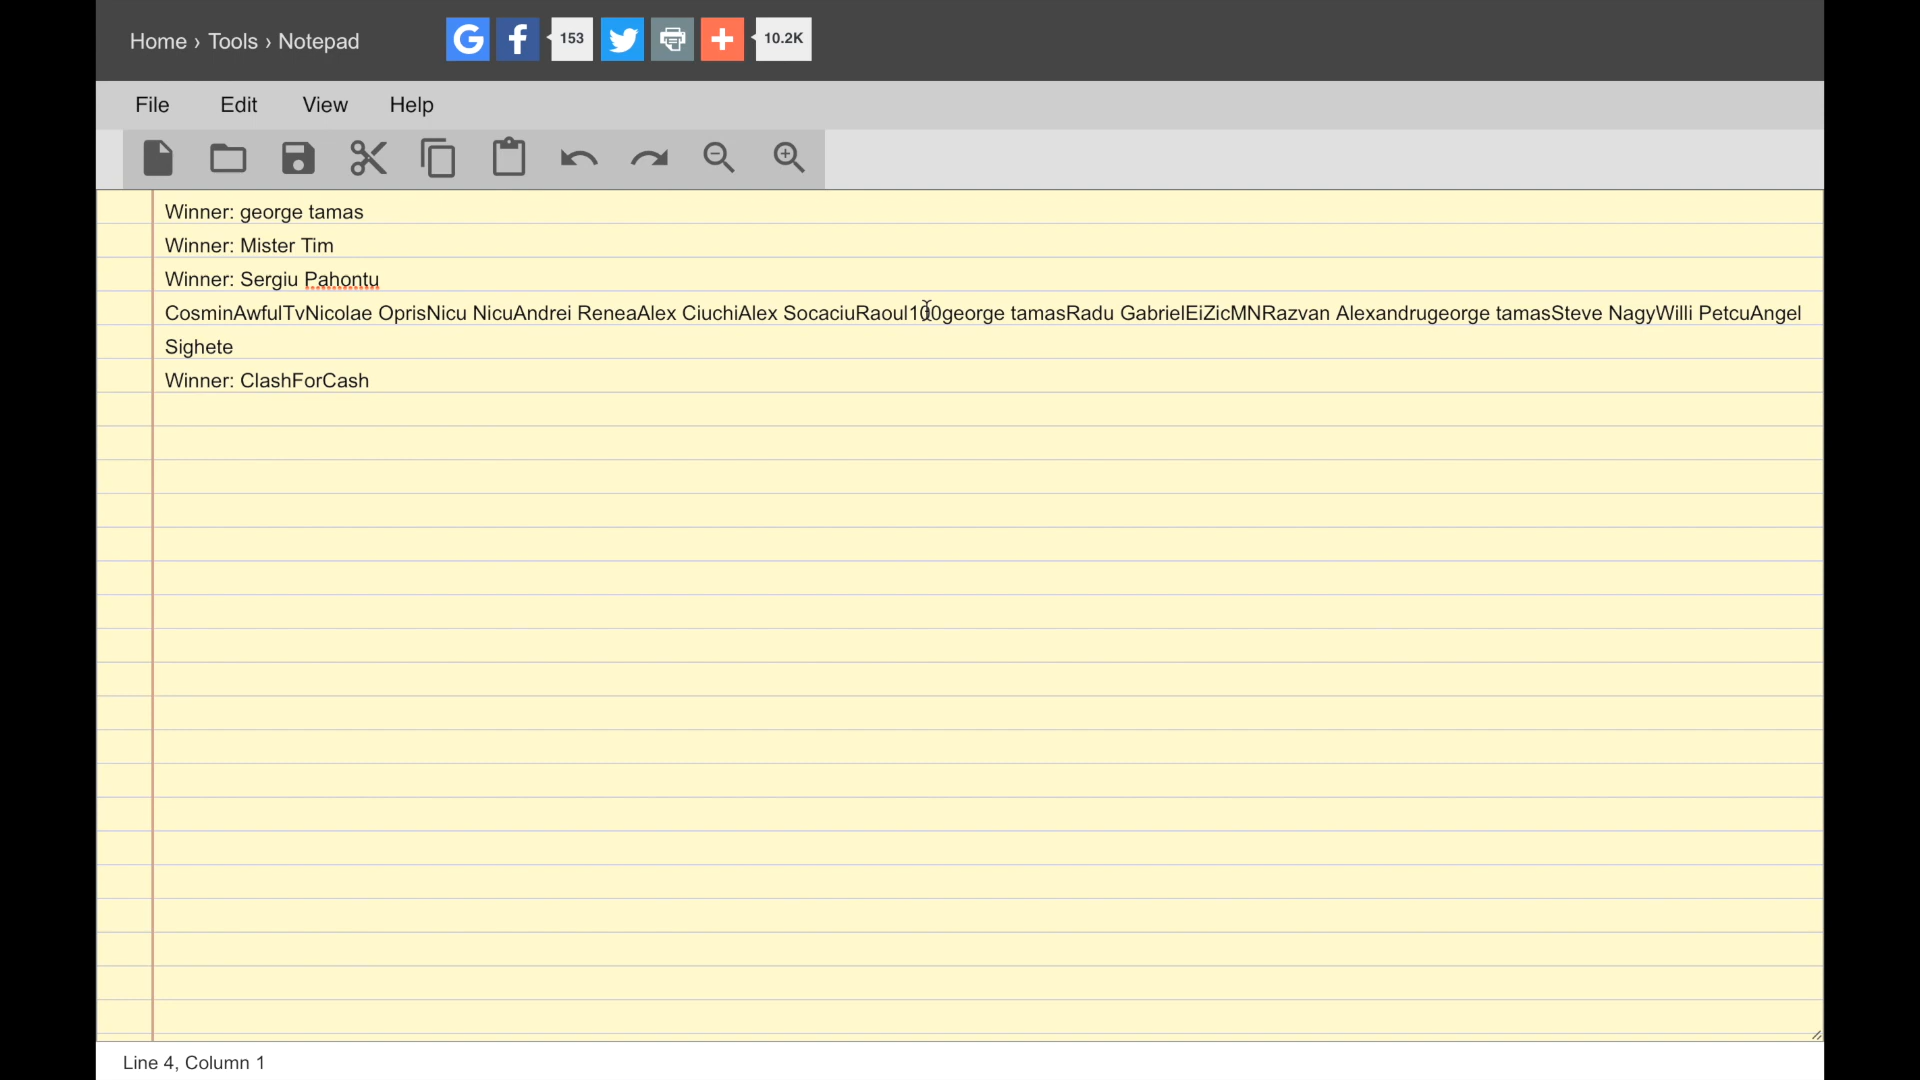 Home › Tools › Notepad
153
10.2K
File Edit View Help
Winner: george tamas
Winner: Mister Tim
Winner: Sergiu Pahontu
CosminAwfulTvNicolae OprisNicu NicuAndrei ReneaAlex CiuchiAlex SocaciuRaoul100george tamasRadu GabrielEiZicMNRazvan Alexandrugeorge tamasSteve NagyWilli PetcuAngel
Sighete
Winner: ClashForCash
Line 4, Column 1